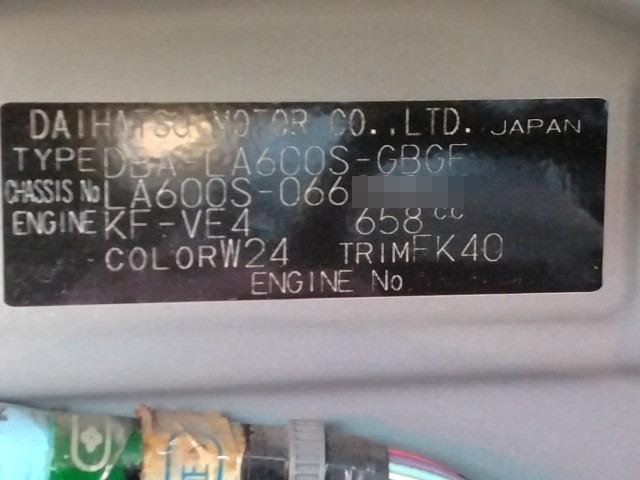 DAIHATSU MOTOR CO.,LTD. JAPAN
TYPE DBA-LA600S-GBGF
CHASSIS No LA600S-066
ENGINE KF-VE4 658 CC
COLOR W24 TRIM FK40
ENGINE No